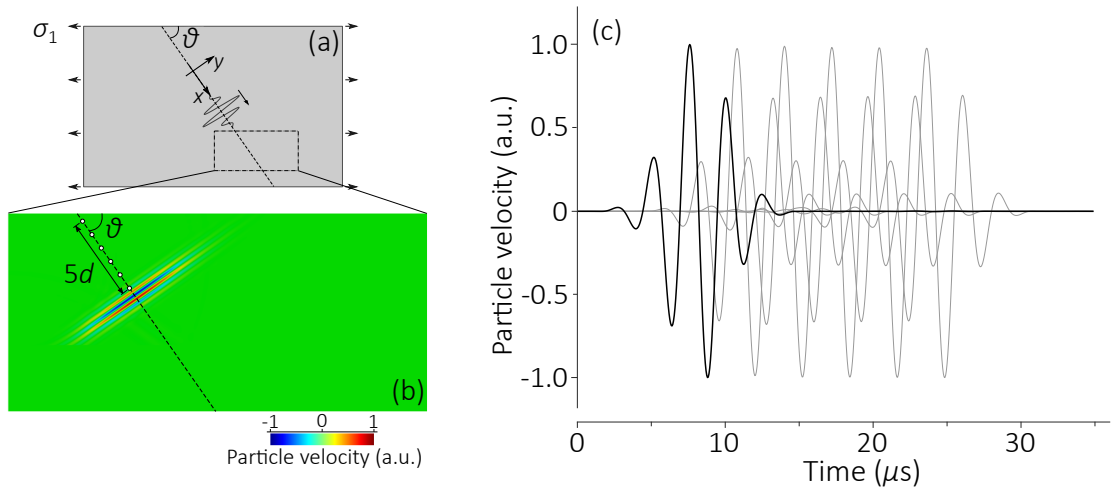 σ₁
ϑ
(a)
y
x
ϑ
5d
(b)
-1 0 1
Particle velocity (a.u.)
(c)
Particle velocity (a.u.)
1.0
0.5
0
-0.5
-1.0
0 10 20 30
Time (μs)